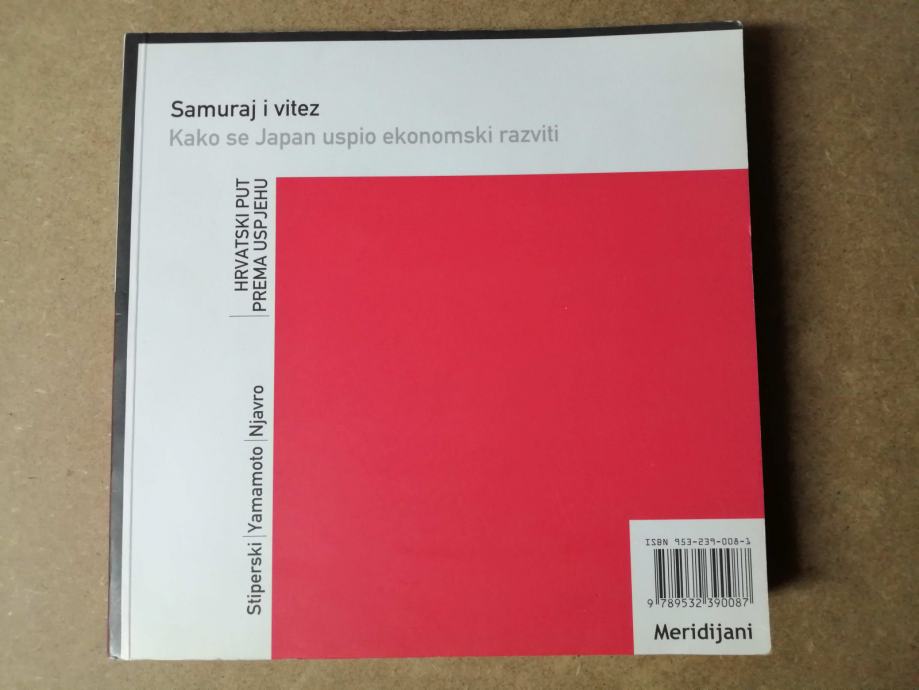 Samuraj i vitez
Kako se Japan uspio ekonomski razviti
HRVATSKI PUT
PREMA USPJEHU
Stiperski | Yamamoto | Njavro
ISBN 953-239-008-1
9 789532 390087
Meridijani